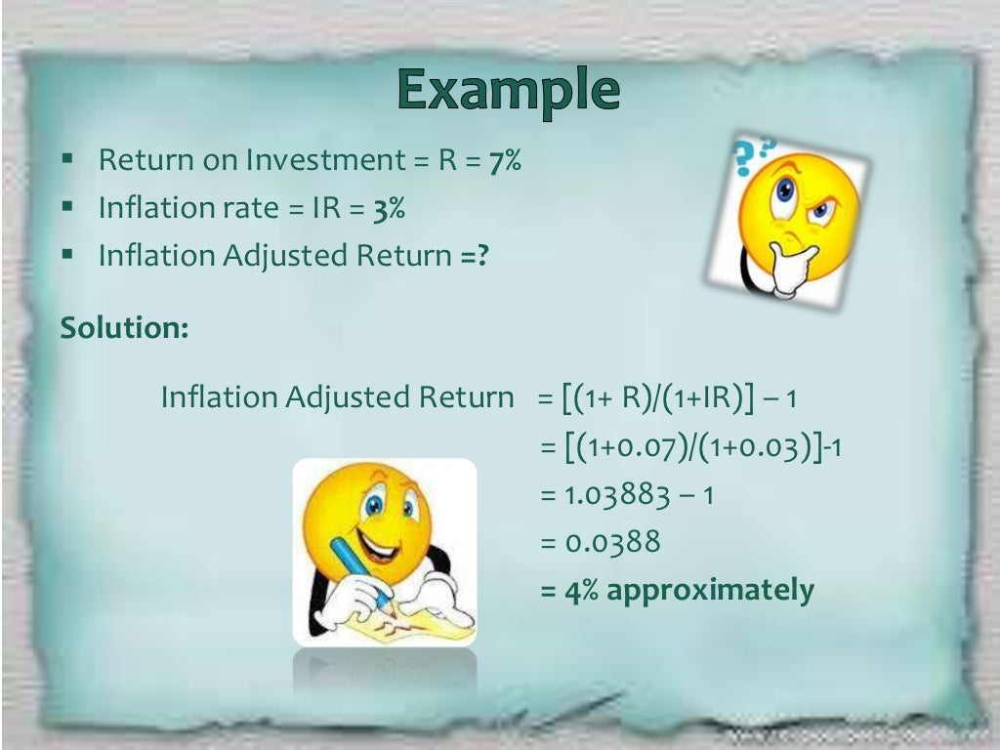 Example
▪ Return on Investment = R = 7%
▪ Inflation rate = IR = 3%
▪ Inflation Adjusted Return =?
? ?
Solution:
Inflation Adjusted Return = [(1+ R)/(1+IR)] – 1
= [(1+0.07)/(1+0.03)]-1
= 1.03883 – 1
= 0.0388
= 4% approximately